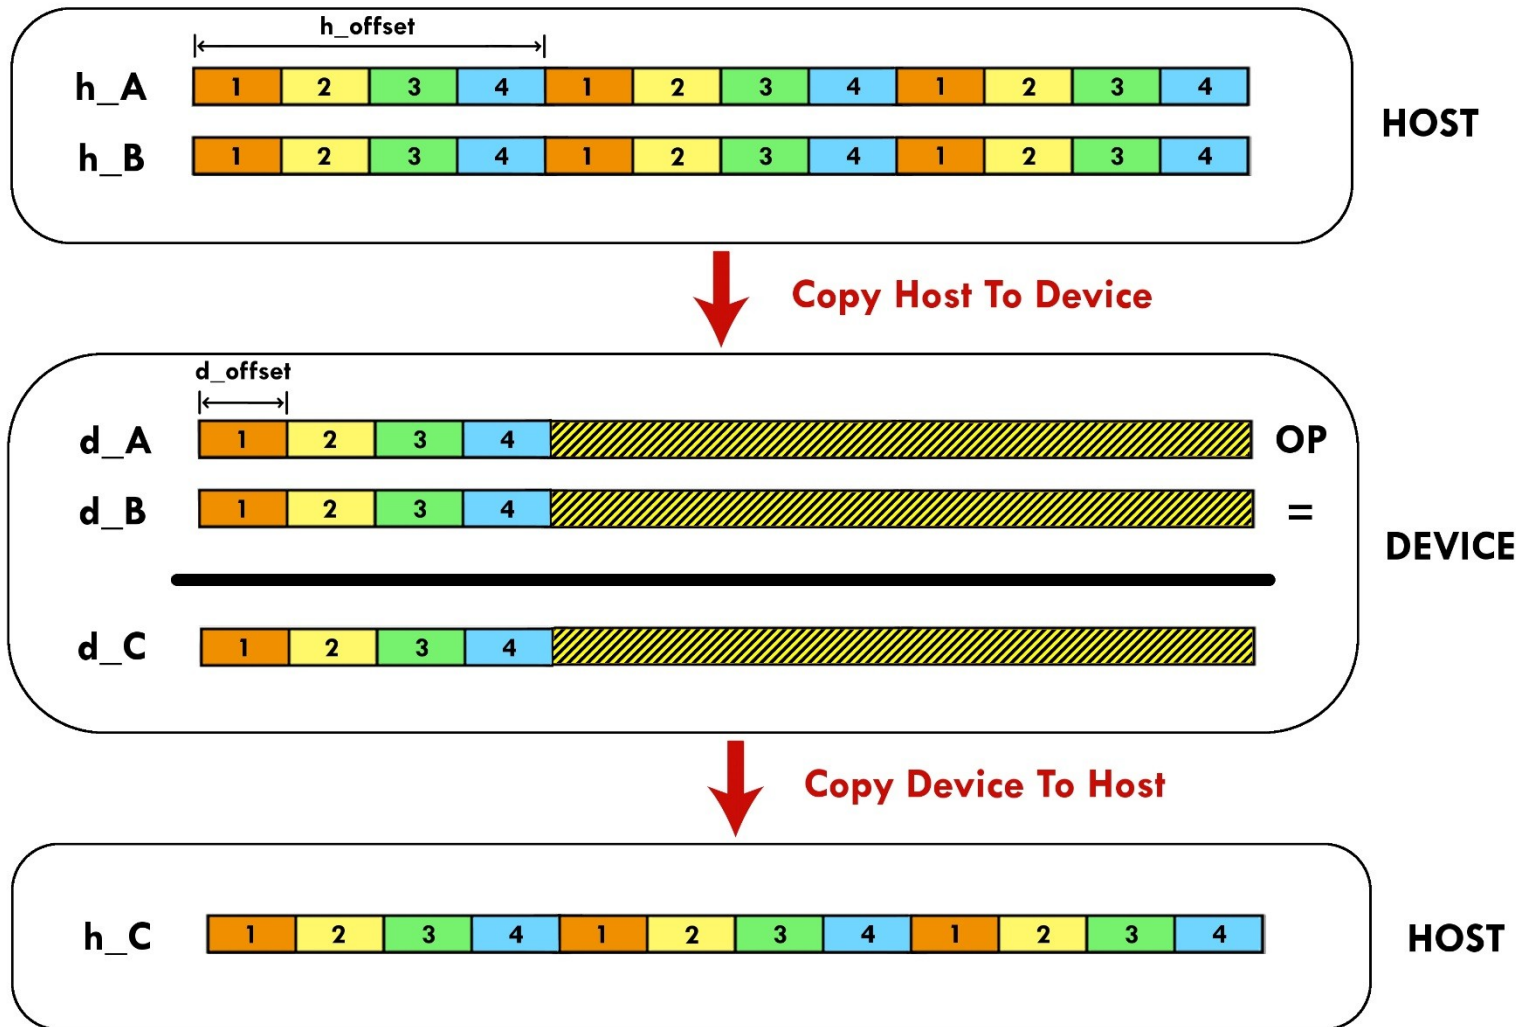 h_offset
h_A 1 2 3 4 1 2 3 4 1 2 3 4
HOST
h_B 1 2 3 4 1 2 3 4 1 2 3 4
Copy Host To Device
d_offset
d_A 1 2 3 4 OP
d_B 1 2 3 4 =
DEVICE
d_C 1 2 3 4
Copy Device To Host
h_C 1 2 3 4 1 2 3 4 1 2 3 4
HOST